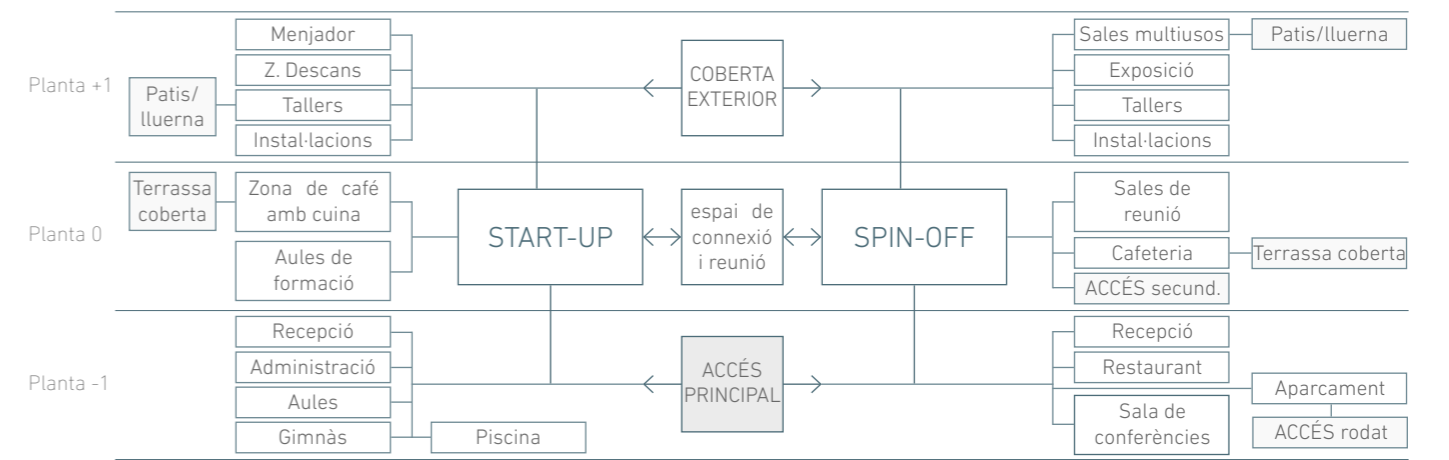 Planta +1
Menjador
Z. Descans
Patis/
lluerna
Tallers
Instal·lacions
COBERTA
EXTERIOR
Sales multiusos
Patis/lluerna
Exposició
Tallers
Instal·lacions
Planta 0
Terrassa
coberta
Zona de café
amb cuina
Aules de
formació
START-UP
espai de
connexió
i reunió
SPIN-OFF
Sales de
reunió
Cafeteria
Terrassa coberta
ACCÉS secund.
Planta -1
Recepció
Administració
Aules
Gimnàs
Piscina
ACCÉS
PRINCIPAL
Recepció
Restaurant
Aparcament
Sala de
conferències
ACCÉS rodat